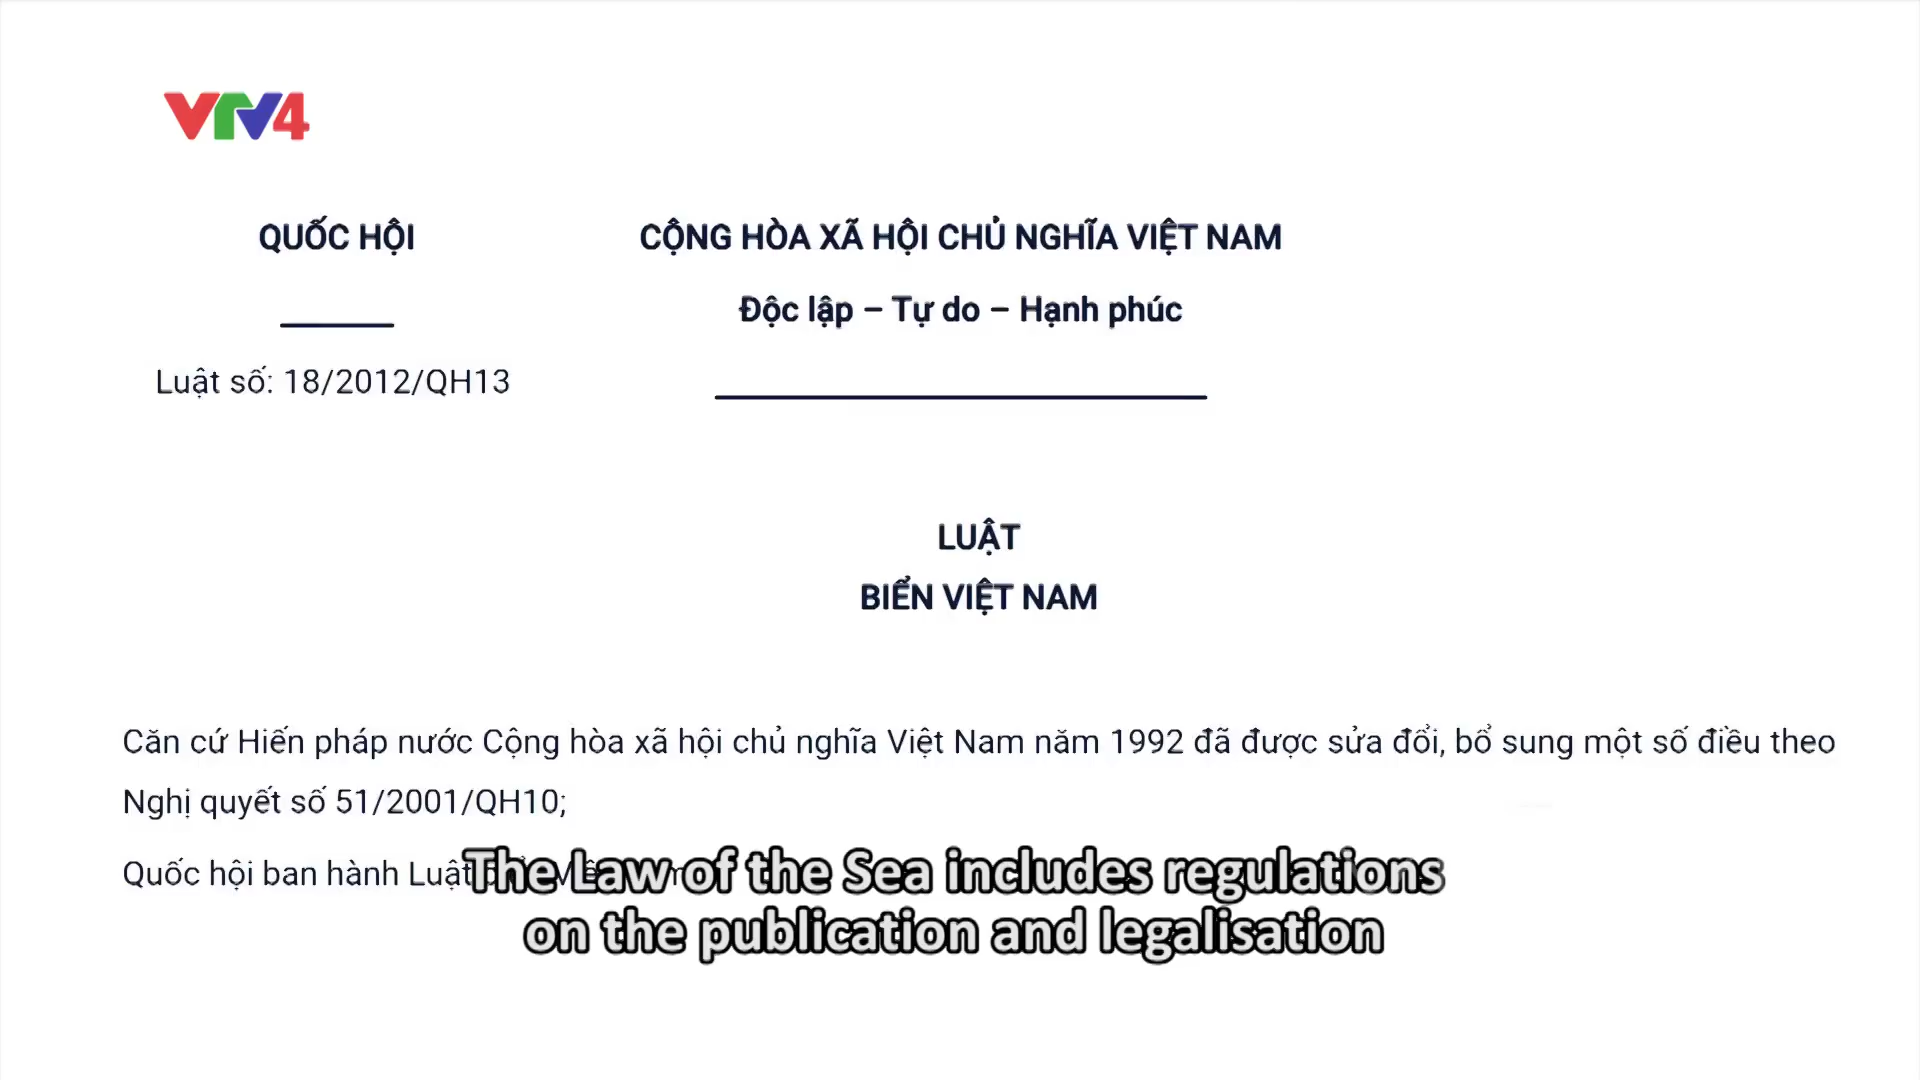 VTV4
QUỐC HỘI
CỘNG HÒA XÃ HỘI CHỦ NGHĨA VIỆT NAM
Độc lập – Tự do – Hạnh phúc
Luật số: 18/2012/QH13
LUẬT
BIỂN VIỆT NAM
Căn cứ Hiến pháp nước Cộng hòa xã hội chủ nghĩa Việt Nam năm 1992 đã được sửa đổi, bổ sung một số điều theo
Nghị quyết số 51/2001/QH10;
Quốc hội ban hành Luật
The Law of the Sea includes regulations
on the publication and legalisation